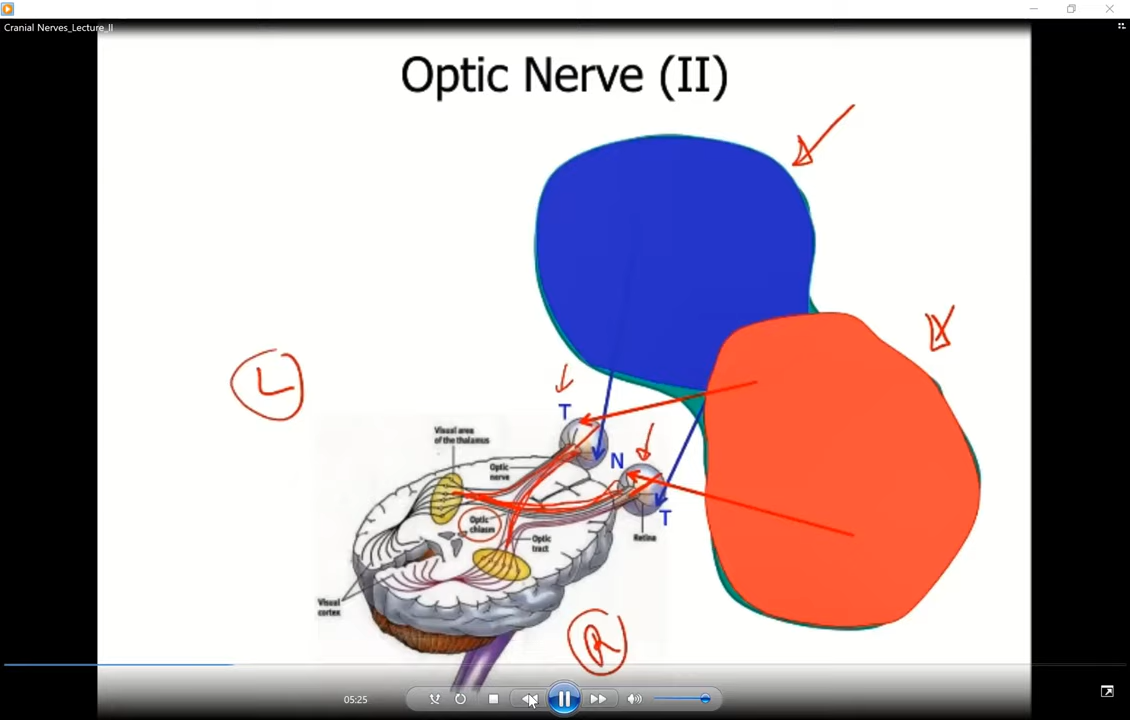 Cranial Nerves_Lecture_II
Optic Nerve (II)
L
T
Visual area
of the thalamus
N
Optic
nerve
Optic
chiasm
T
Retina
Optic
tract
Visual
cortex
R
05:25